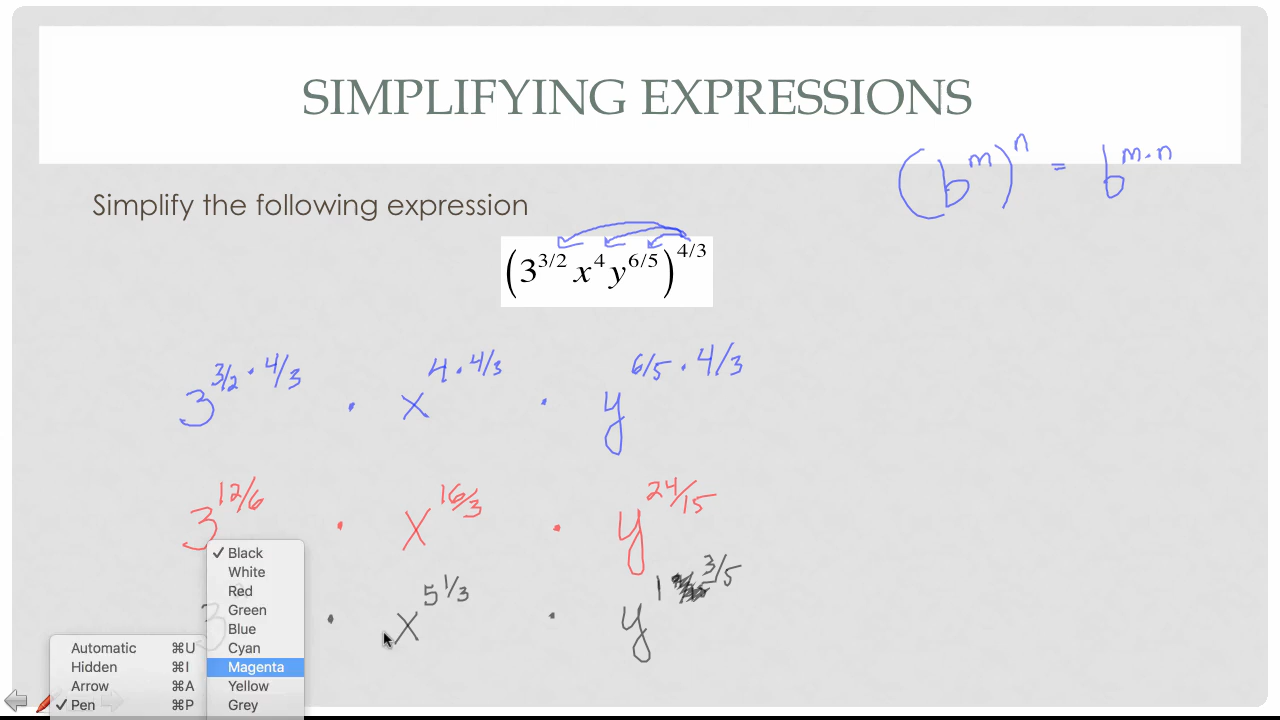 SIMPLIFYING EXPRESSIONS
(b^m)^n = b^{m·n}
Simplify the following expression
(3^{3/2} x^4 y^{6/5})^{4/3}
3^{3/2 · 4/3} · x^{4 · 4/3} · y^{6/5 · 4/3}
3^{12/6} · x^{16/3} · y^{24/15}
3 · x^{5 1/3} · y^{1 3/5}
✓ Black
White
Red
Green
Blue
Cyan
Magenta
Yellow
Grey
Automatic ⌘U
Hidden ⌘I
Arrow ⌘A
✓ Pen ⌘P